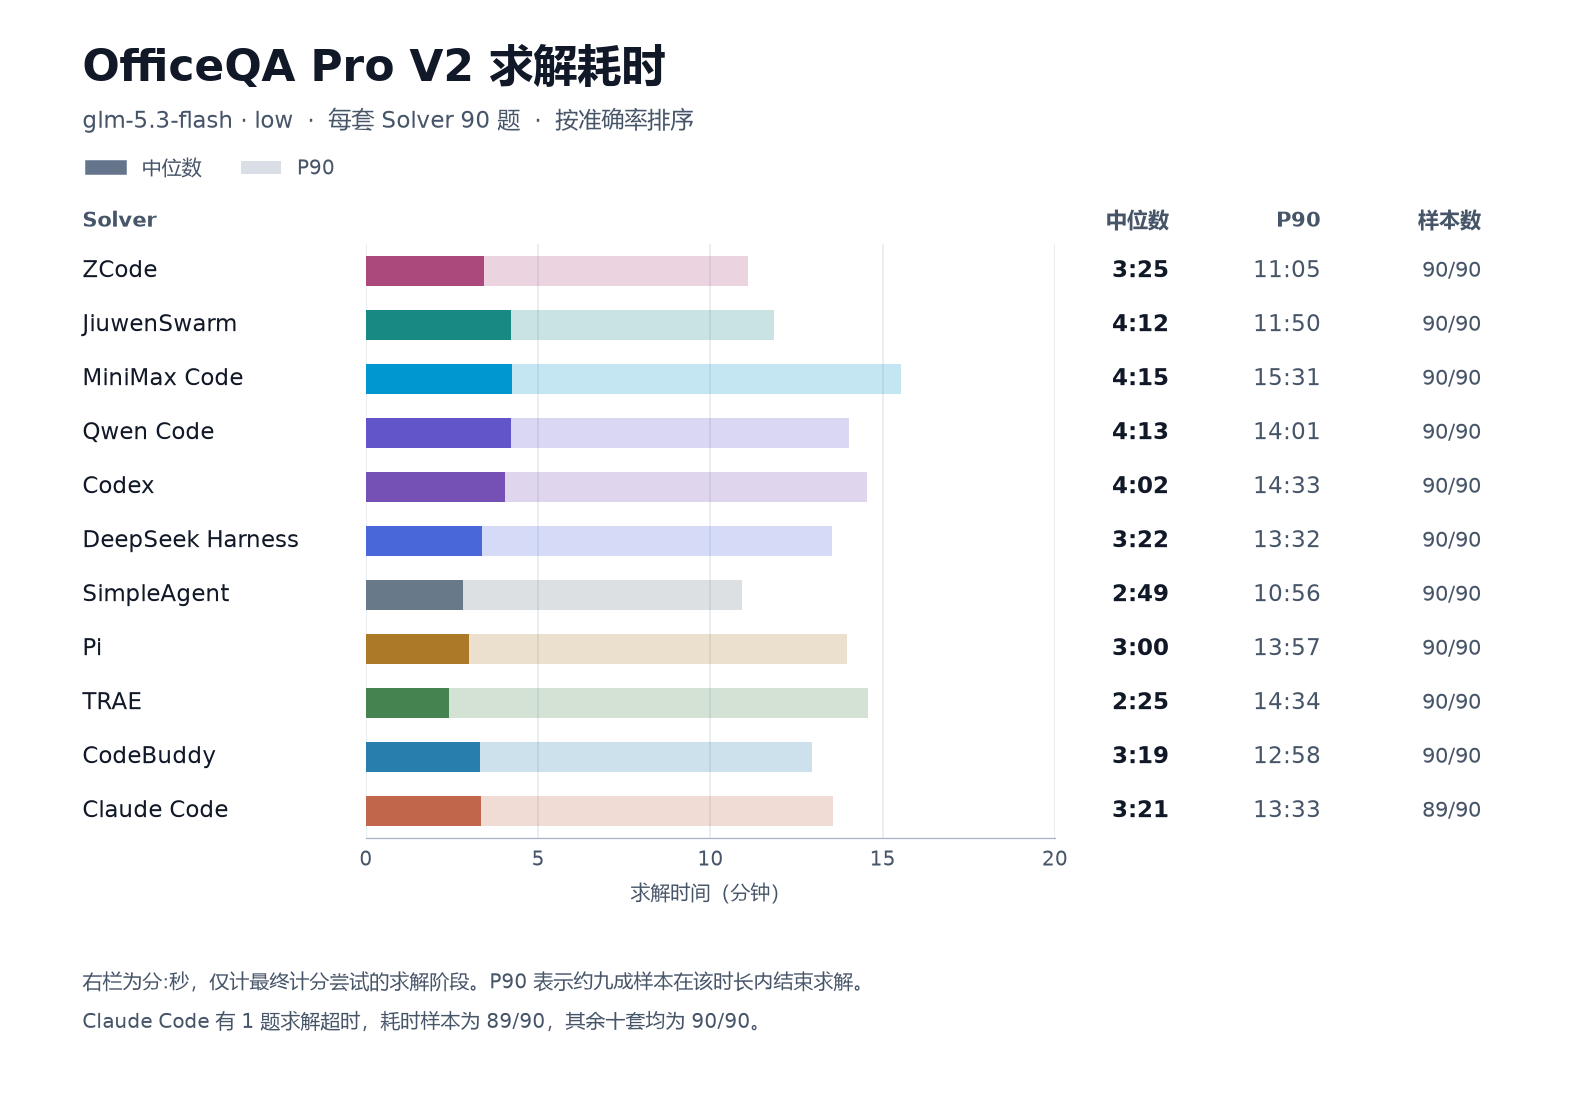 OfficeQA Pro V2 求解耗时
glm-5.3-flash · low · 每套 Solver 90 题 · 按准确率排序
中位数 P90
Solver 中位数 P90 样本数
ZCode 3:25 11:05 90/90
JiuwenSwarm 4:12 11:50 90/90
MiniMax Code 4:15 15:31 90/90
Qwen Code 4:13 14:01 90/90
Codex 4:02 14:33 90/90
DeepSeek Harness 3:22 13:32 90/90
SimpleAgent 2:49 10:56 90/90
Pi 3:00 13:57 90/90
TRAE 2:25 14:34 90/90
CodeBuddy 3:19 12:58 90/90
Claude Code 3:21 13:33 89/90
0 5 10 15 20
求解时间（分钟）
右栏为分:秒，仅计最终计分尝试的求解阶段。P90 表示约九成样本在该时长内结束求解。
Claude Code 有 1 题求解超时，耗时样本为 89/90，其余十套均为 90/90。